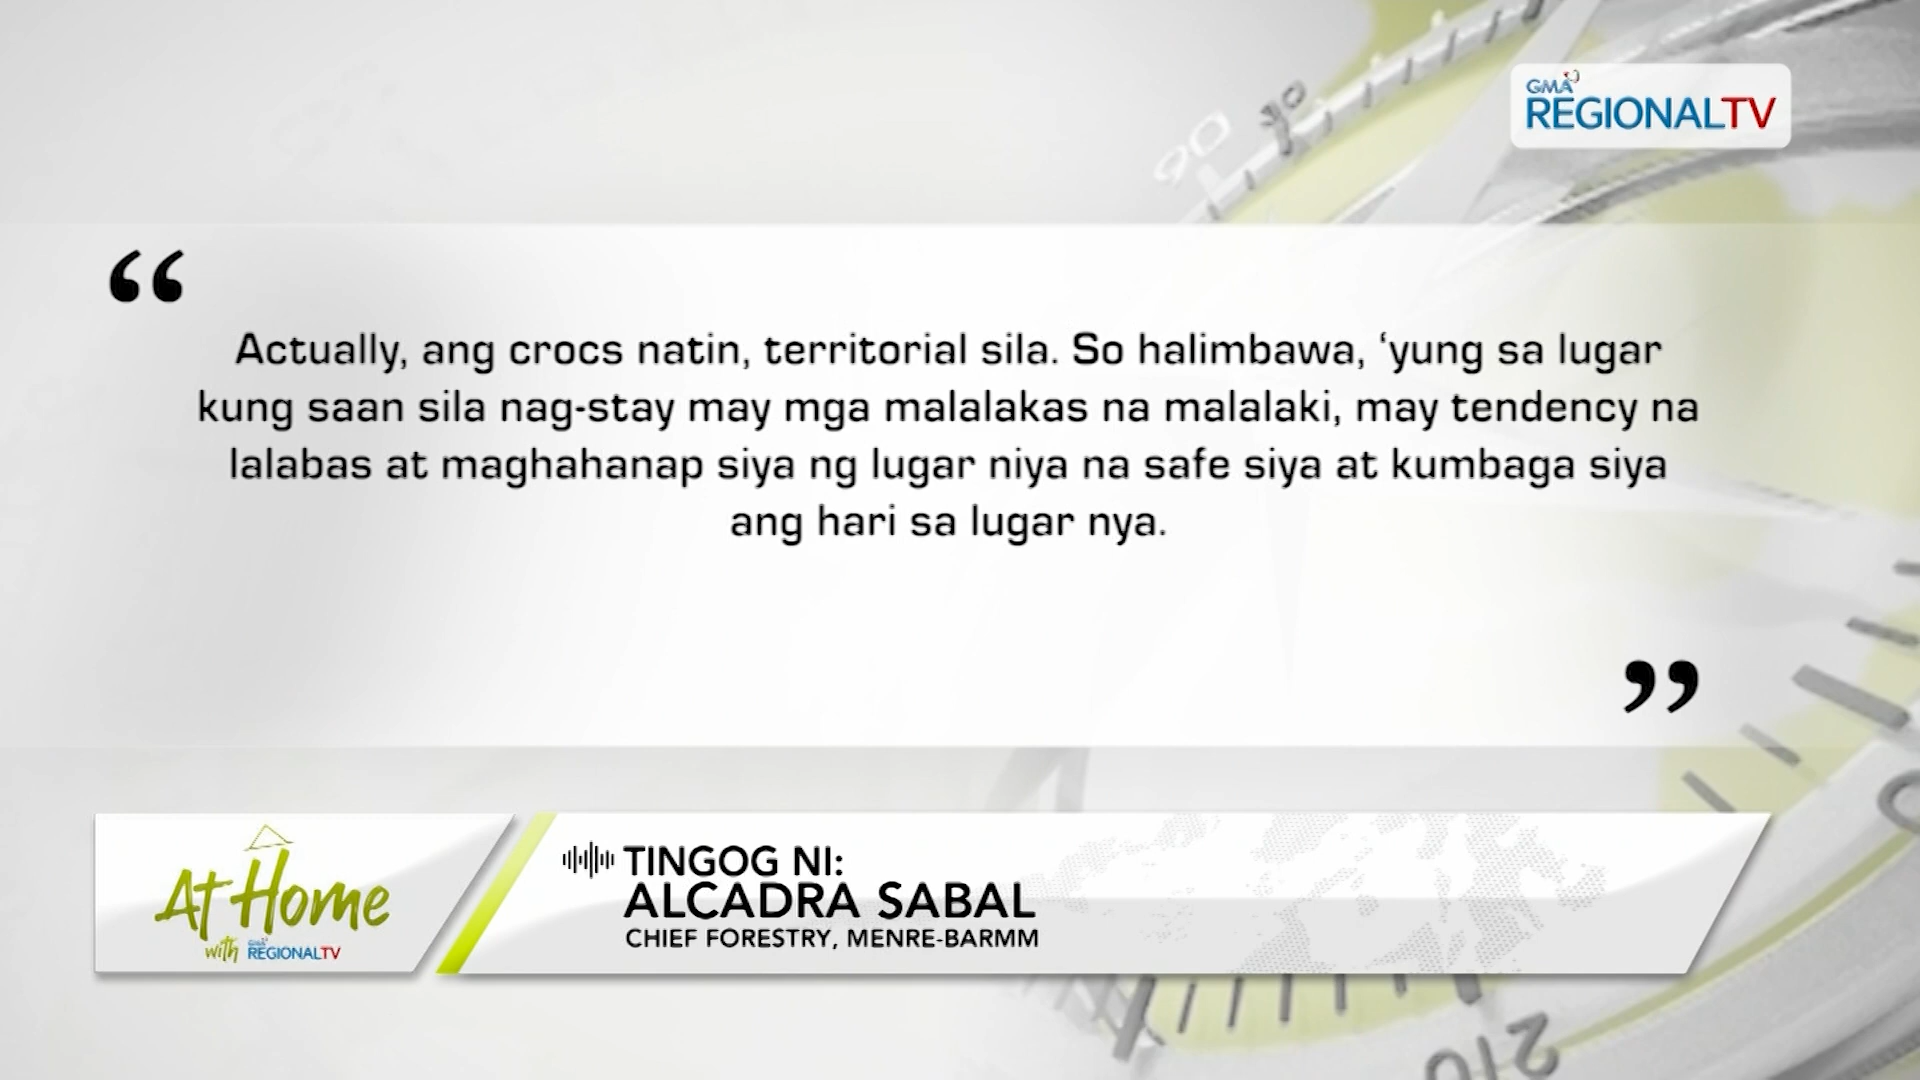 GMA
REGIONALTV
30
“
Actually, ang crocs natin, territorial sila. So halimbawa, ‘yung sa lugar
kung saan sila nag-stay may mga malalakas na malalaki, may tendency na
lalabas at maghahanap siya ng lugar niya na safe siya at kumbaga siya
ang hari sa lugar nya.
”
At Home
with GMA REGIONALTV
TINGOG NI:
ALCADRA SABAL
CHIEF FORESTRY, MENRE-BARMM
210